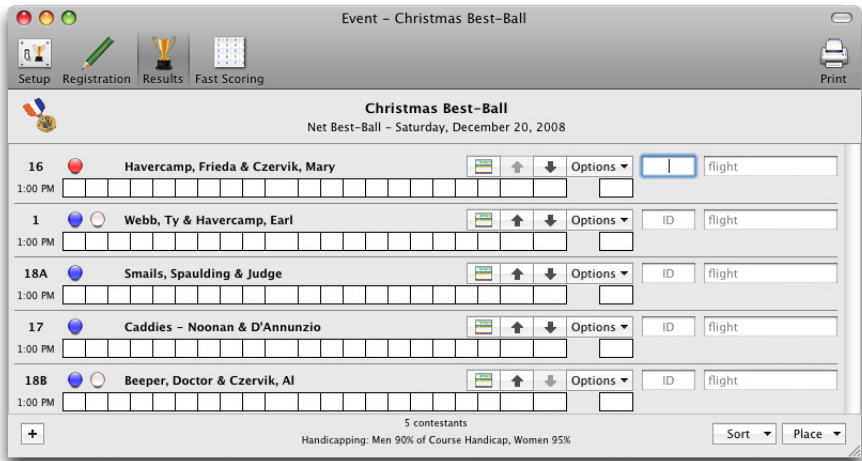 Event – Christmas Best-Ball
Setup Registration Results Fast Scoring Print
Christmas Best-Ball
Net Best-Ball – Saturday, December 20, 2008
16 Havercamp, Frieda & Czervik, Mary Options flight
1:00 PM
1 Webb, Ty & Havercamp, Earl Options ID flight
1:00 PM
18A Smails, Spaulding & Judge Options ID flight
1:00 PM
17 Caddies – Noonan & D'Annunzio Options ID flight
1:00 PM
18B Beeper, Doctor & Czervik, Al Options ID flight
1:00 PM
5 contestants
+ Handicapping: Men 90% of Course Handicap, Women 95% Sort Place